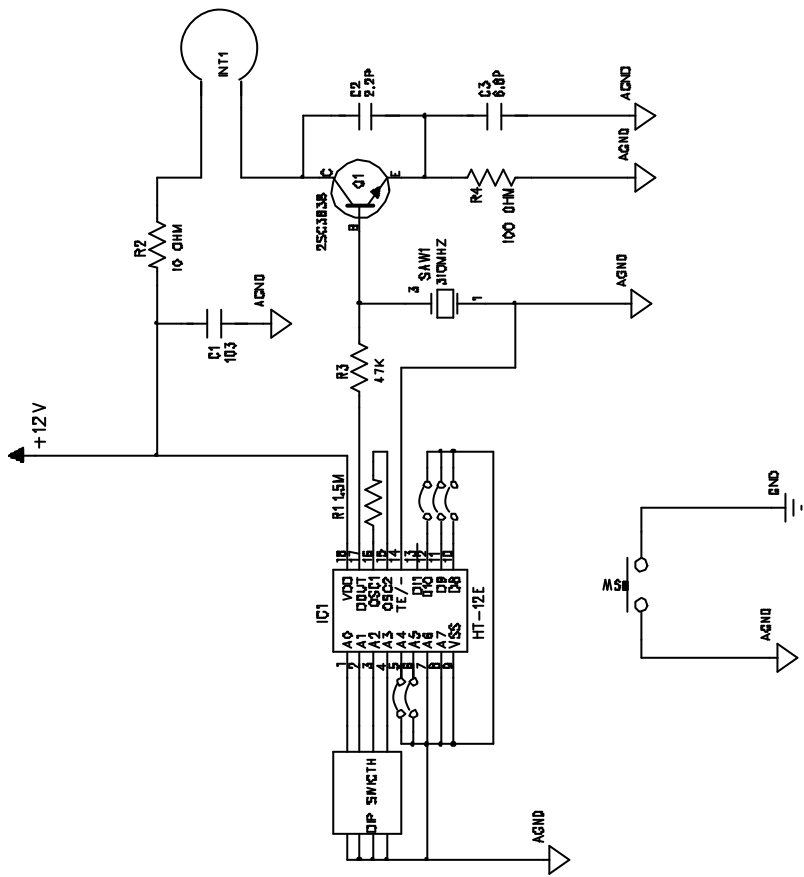 INT1
C2
2.2P
C3
6.8P
AGND
AGND
R2
10 OHM
C
Q1
E
B
2SC3838
R4
100 OHM
C1
103
AGND
3
SAW1
310MHZ
1
AGND
R3
47K
+12V
R1 1.5M
18
17
16
15
14
13
12
11
10
VDD
DOUT
OSC1
OSC2
TE/-
D11
D10
D9
D8
IC1
HT-12E
A0
A1
A2
A3
A4
A5
A6
A7
VSS
1
2
3
4
5
6
7
8
9
DIP SWICTH
AGND
GND
AGND